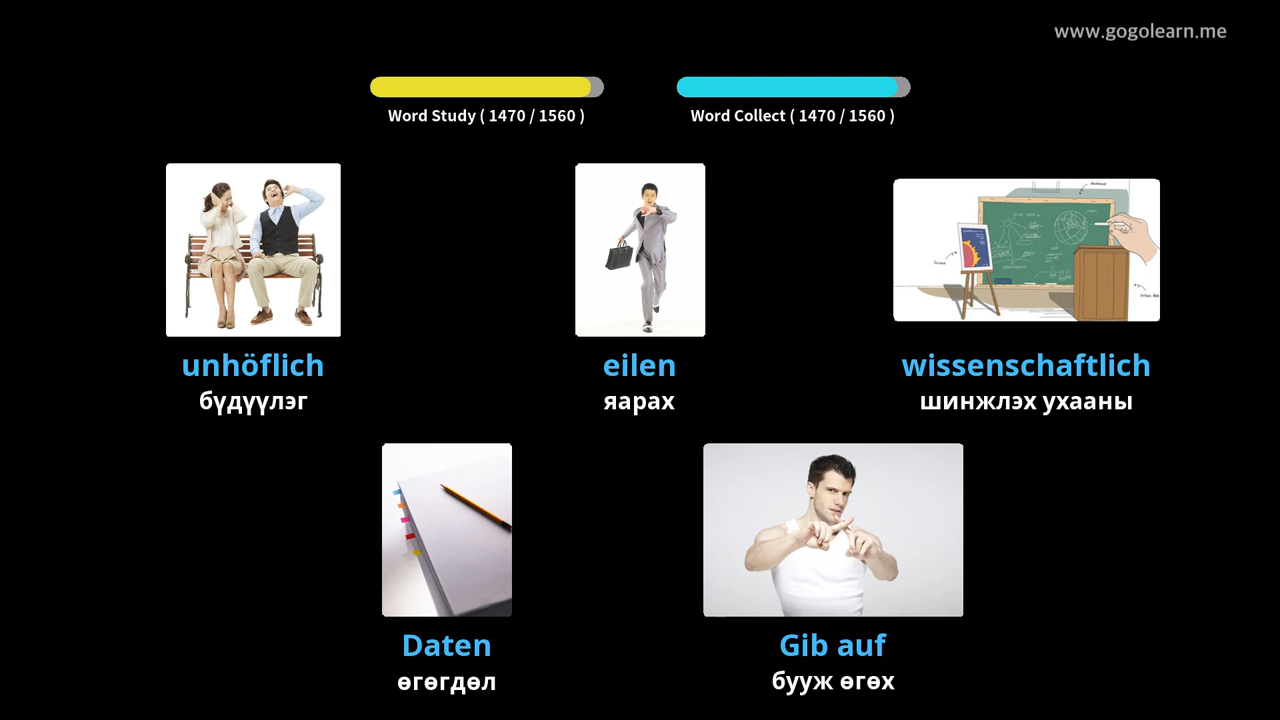 www.gogolearn.me
Word Study ( 1470 / 1560 )
Word Collect ( 1470 / 1560 )
unhöflich
бүдүүлэг
eilen
яарах
wissenschaftlich
шинжлэх ухааны
Daten
өгөгдөл
Gib auf
бууж өгөх